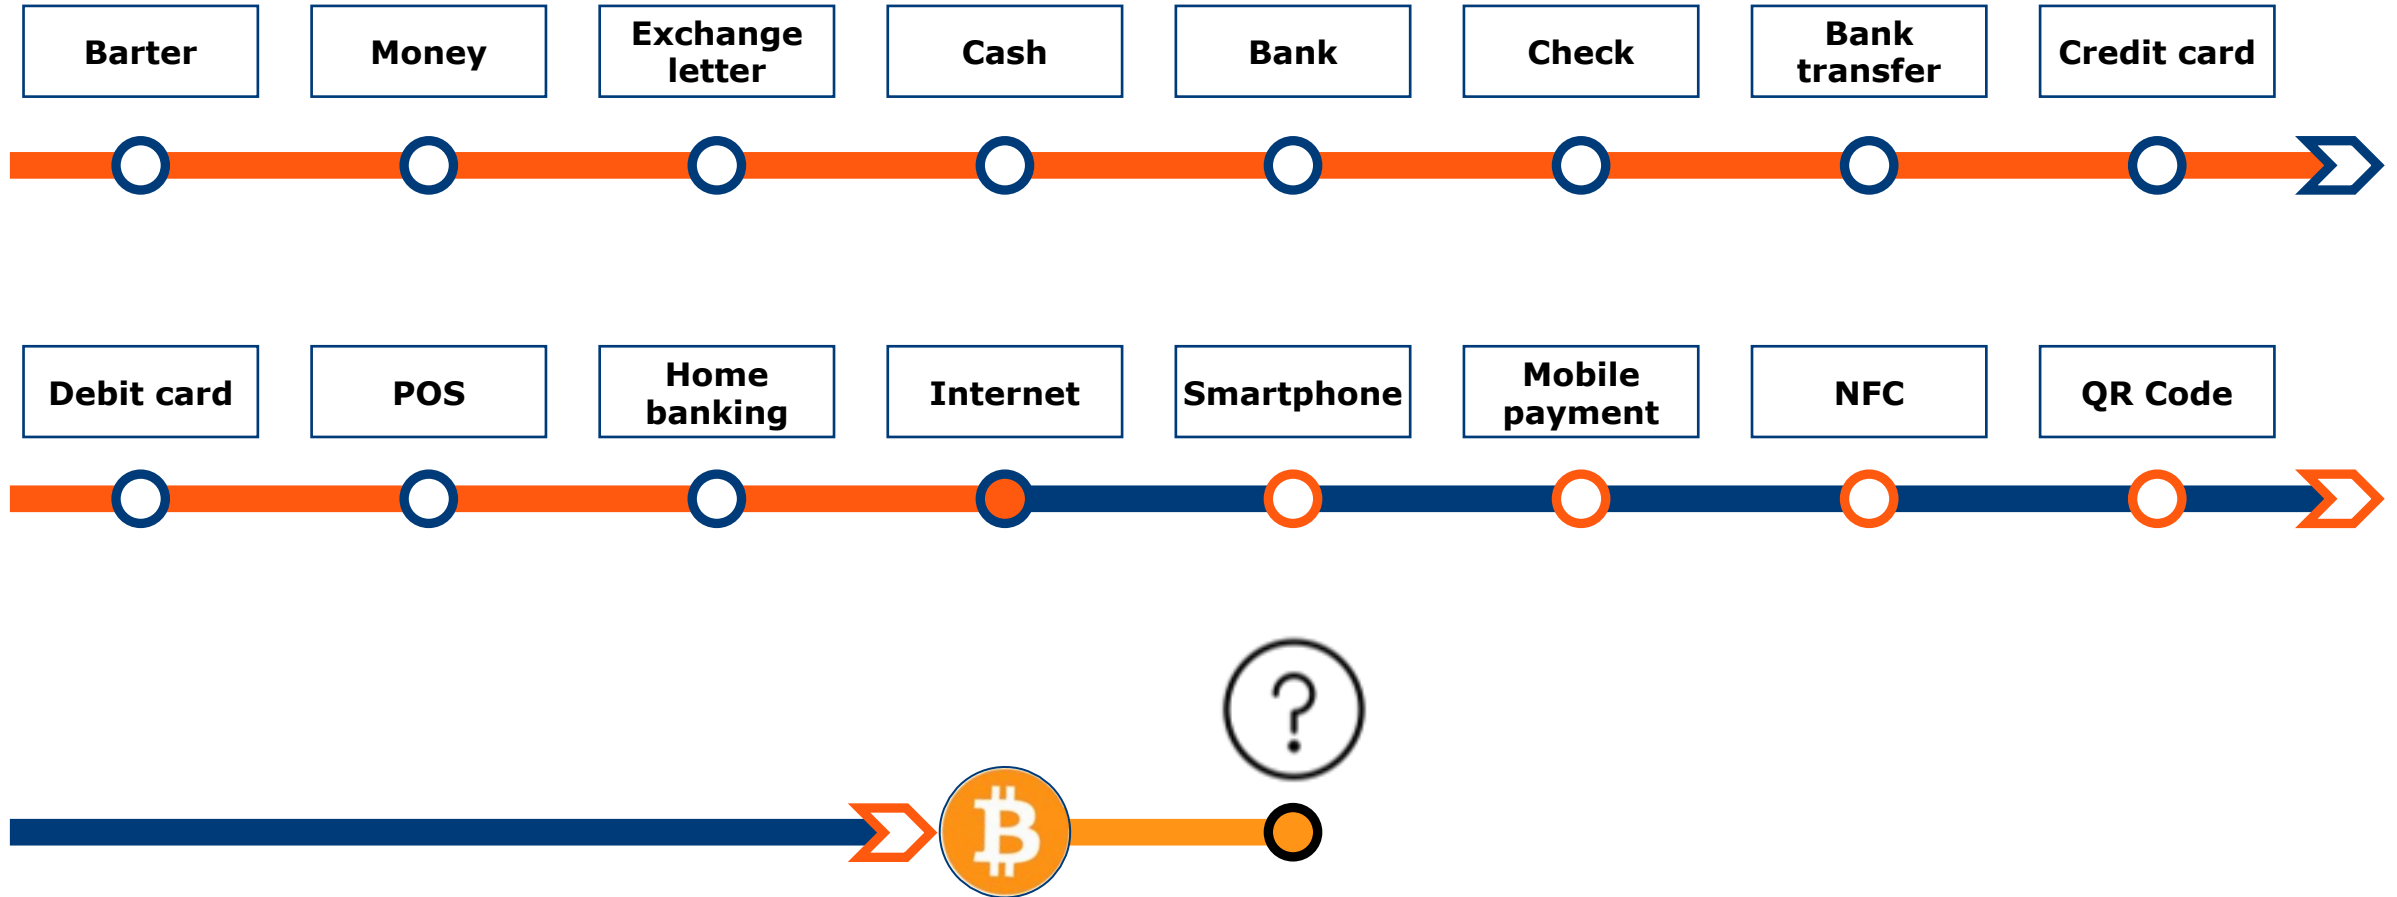 Barter
Money
Exchange
letter
Cash
Bank
Check
Bank
transfer
Credit card
Debit card
POS
Home
banking
Internet
Smartphone
Mobile
payment
NFC
QR Code
?
₿